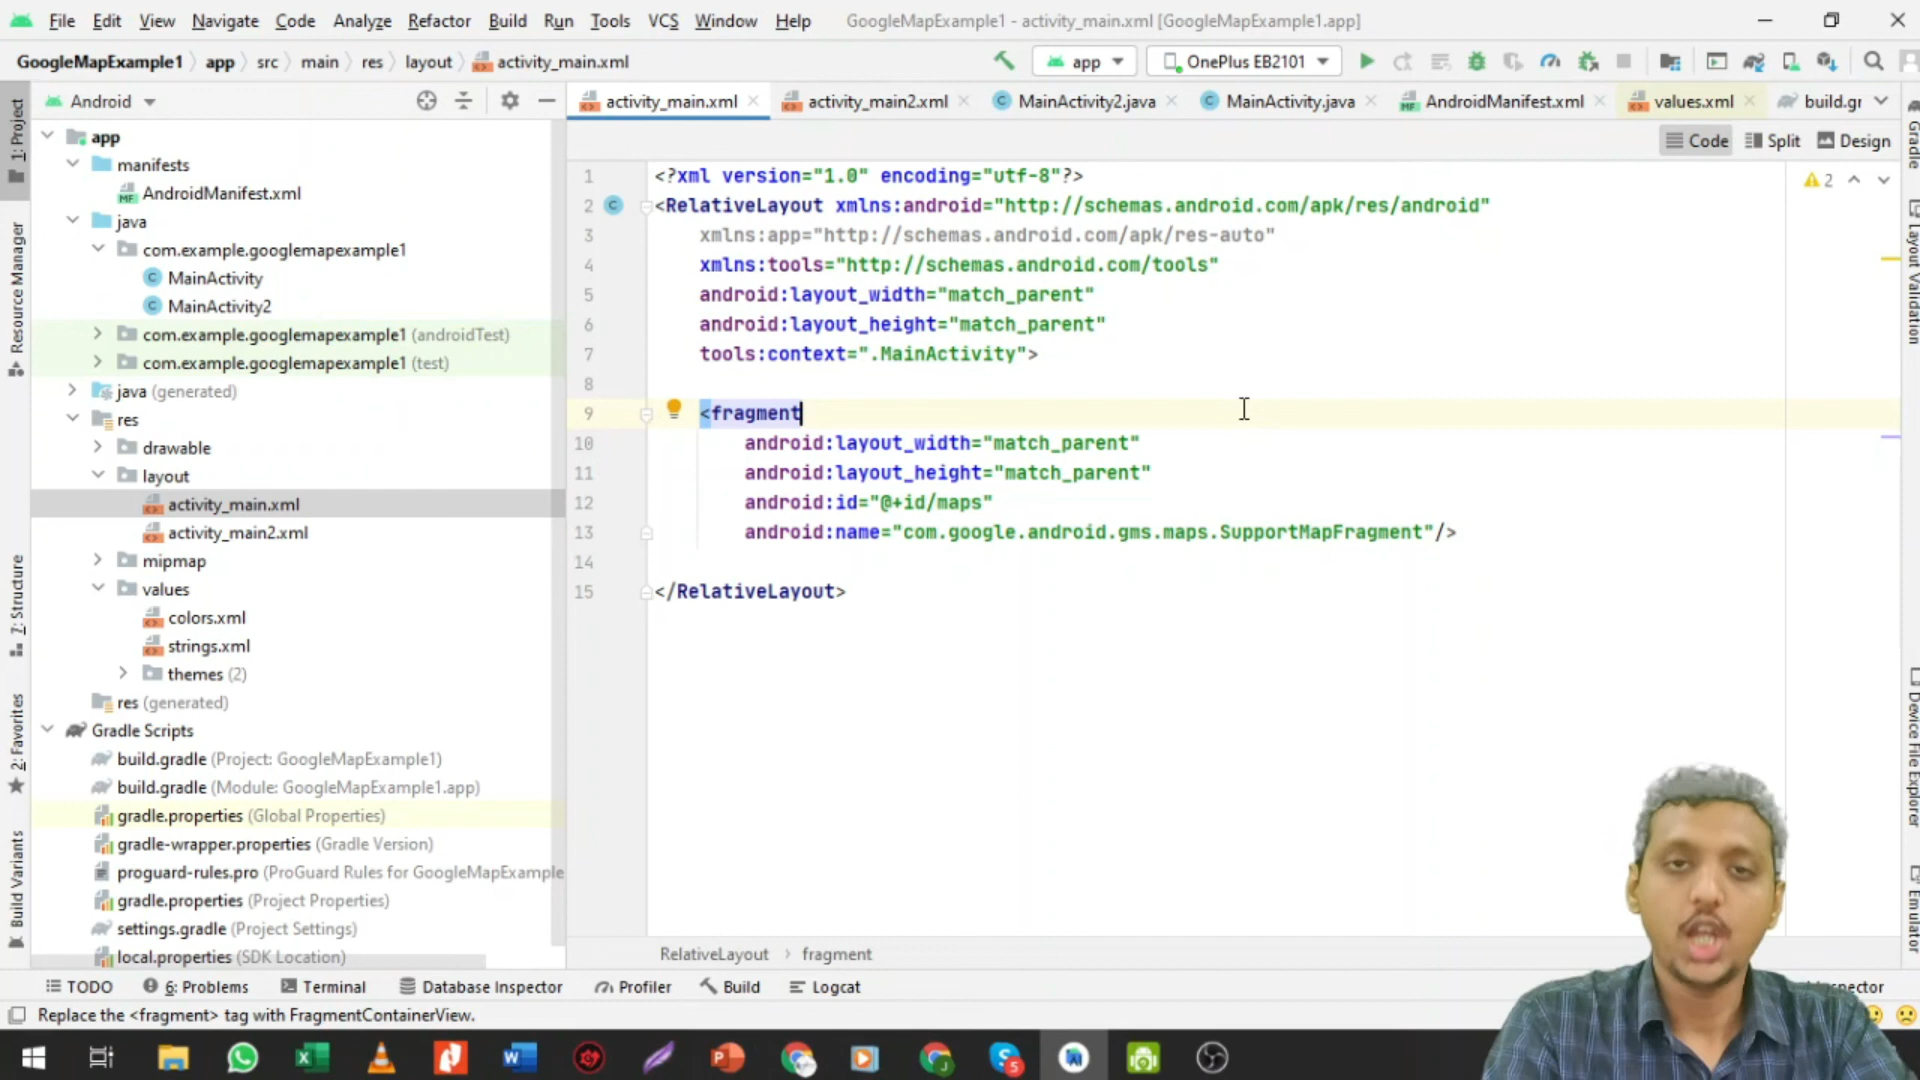 File Edit View Navigate Code Analyze Refactor Build Run Tools VCS Window Help GoogleMapExample1 - activity_main.xml [GoogleMapExample1.app]
GoogleMapExample1 app src main res layout activity_main.xml app OnePlus EB2101
Android
activity_main.xml activity_main2.xml MainActivity2.java MainActivity.java AndroidManifest.xml values.xml build.gr
Code Split Design
1: Project
Resource Manager
7: Structure
2: Favorites
Build Variants
app
manifests
AndroidManifest.xml
java
com.example.googlemapexample1
MainActivity
MainActivity2
com.example.googlemapexample1 (androidTest)
com.example.googlemapexample1 (test)
java (generated)
res
drawable
layout
activity_main.xml
activity_main2.xml
mipmap
values
colors.xml
strings.xml
themes (2)
res (generated)
Gradle Scripts
build.gradle (Project: GoogleMapExample1)
build.gradle (Module: GoogleMapExample1.app)
gradle.properties (Global Properties)
gradle-wrapper.properties (Gradle Version)
proguard-rules.pro (ProGuard Rules for GoogleMapExample
gradle.properties (Project Properties)
settings.gradle (Project Settings)
local.properties (SDK Location)
1 <?xml version="1.0" encoding="utf-8"?>
2 <RelativeLayout xmlns:android="http://schemas.android.com/apk/res/android"
3 xmlns:app="http://schemas.android.com/apk/res-auto"
4 xmlns:tools="http://schemas.android.com/tools"
5 android:layout_width="match_parent"
6 android:layout_height="match_parent"
7 tools:context=".MainActivity">
8
9 <fragment
10 android:layout_width="match_parent"
11 android:layout_height="match_parent"
12 android:id="@+id/maps"
13 android:name="com.google.android.gms.maps.SupportMapFragment"/>
14
15 </RelativeLayout>
2
Gradle
Layout Validation
Device File Explorer
Emulator
RelativeLayout fragment
TODO 6: Problems Terminal Database Inspector Profiler Build Logcat
Replace the <fragment> tag with FragmentContainerView.